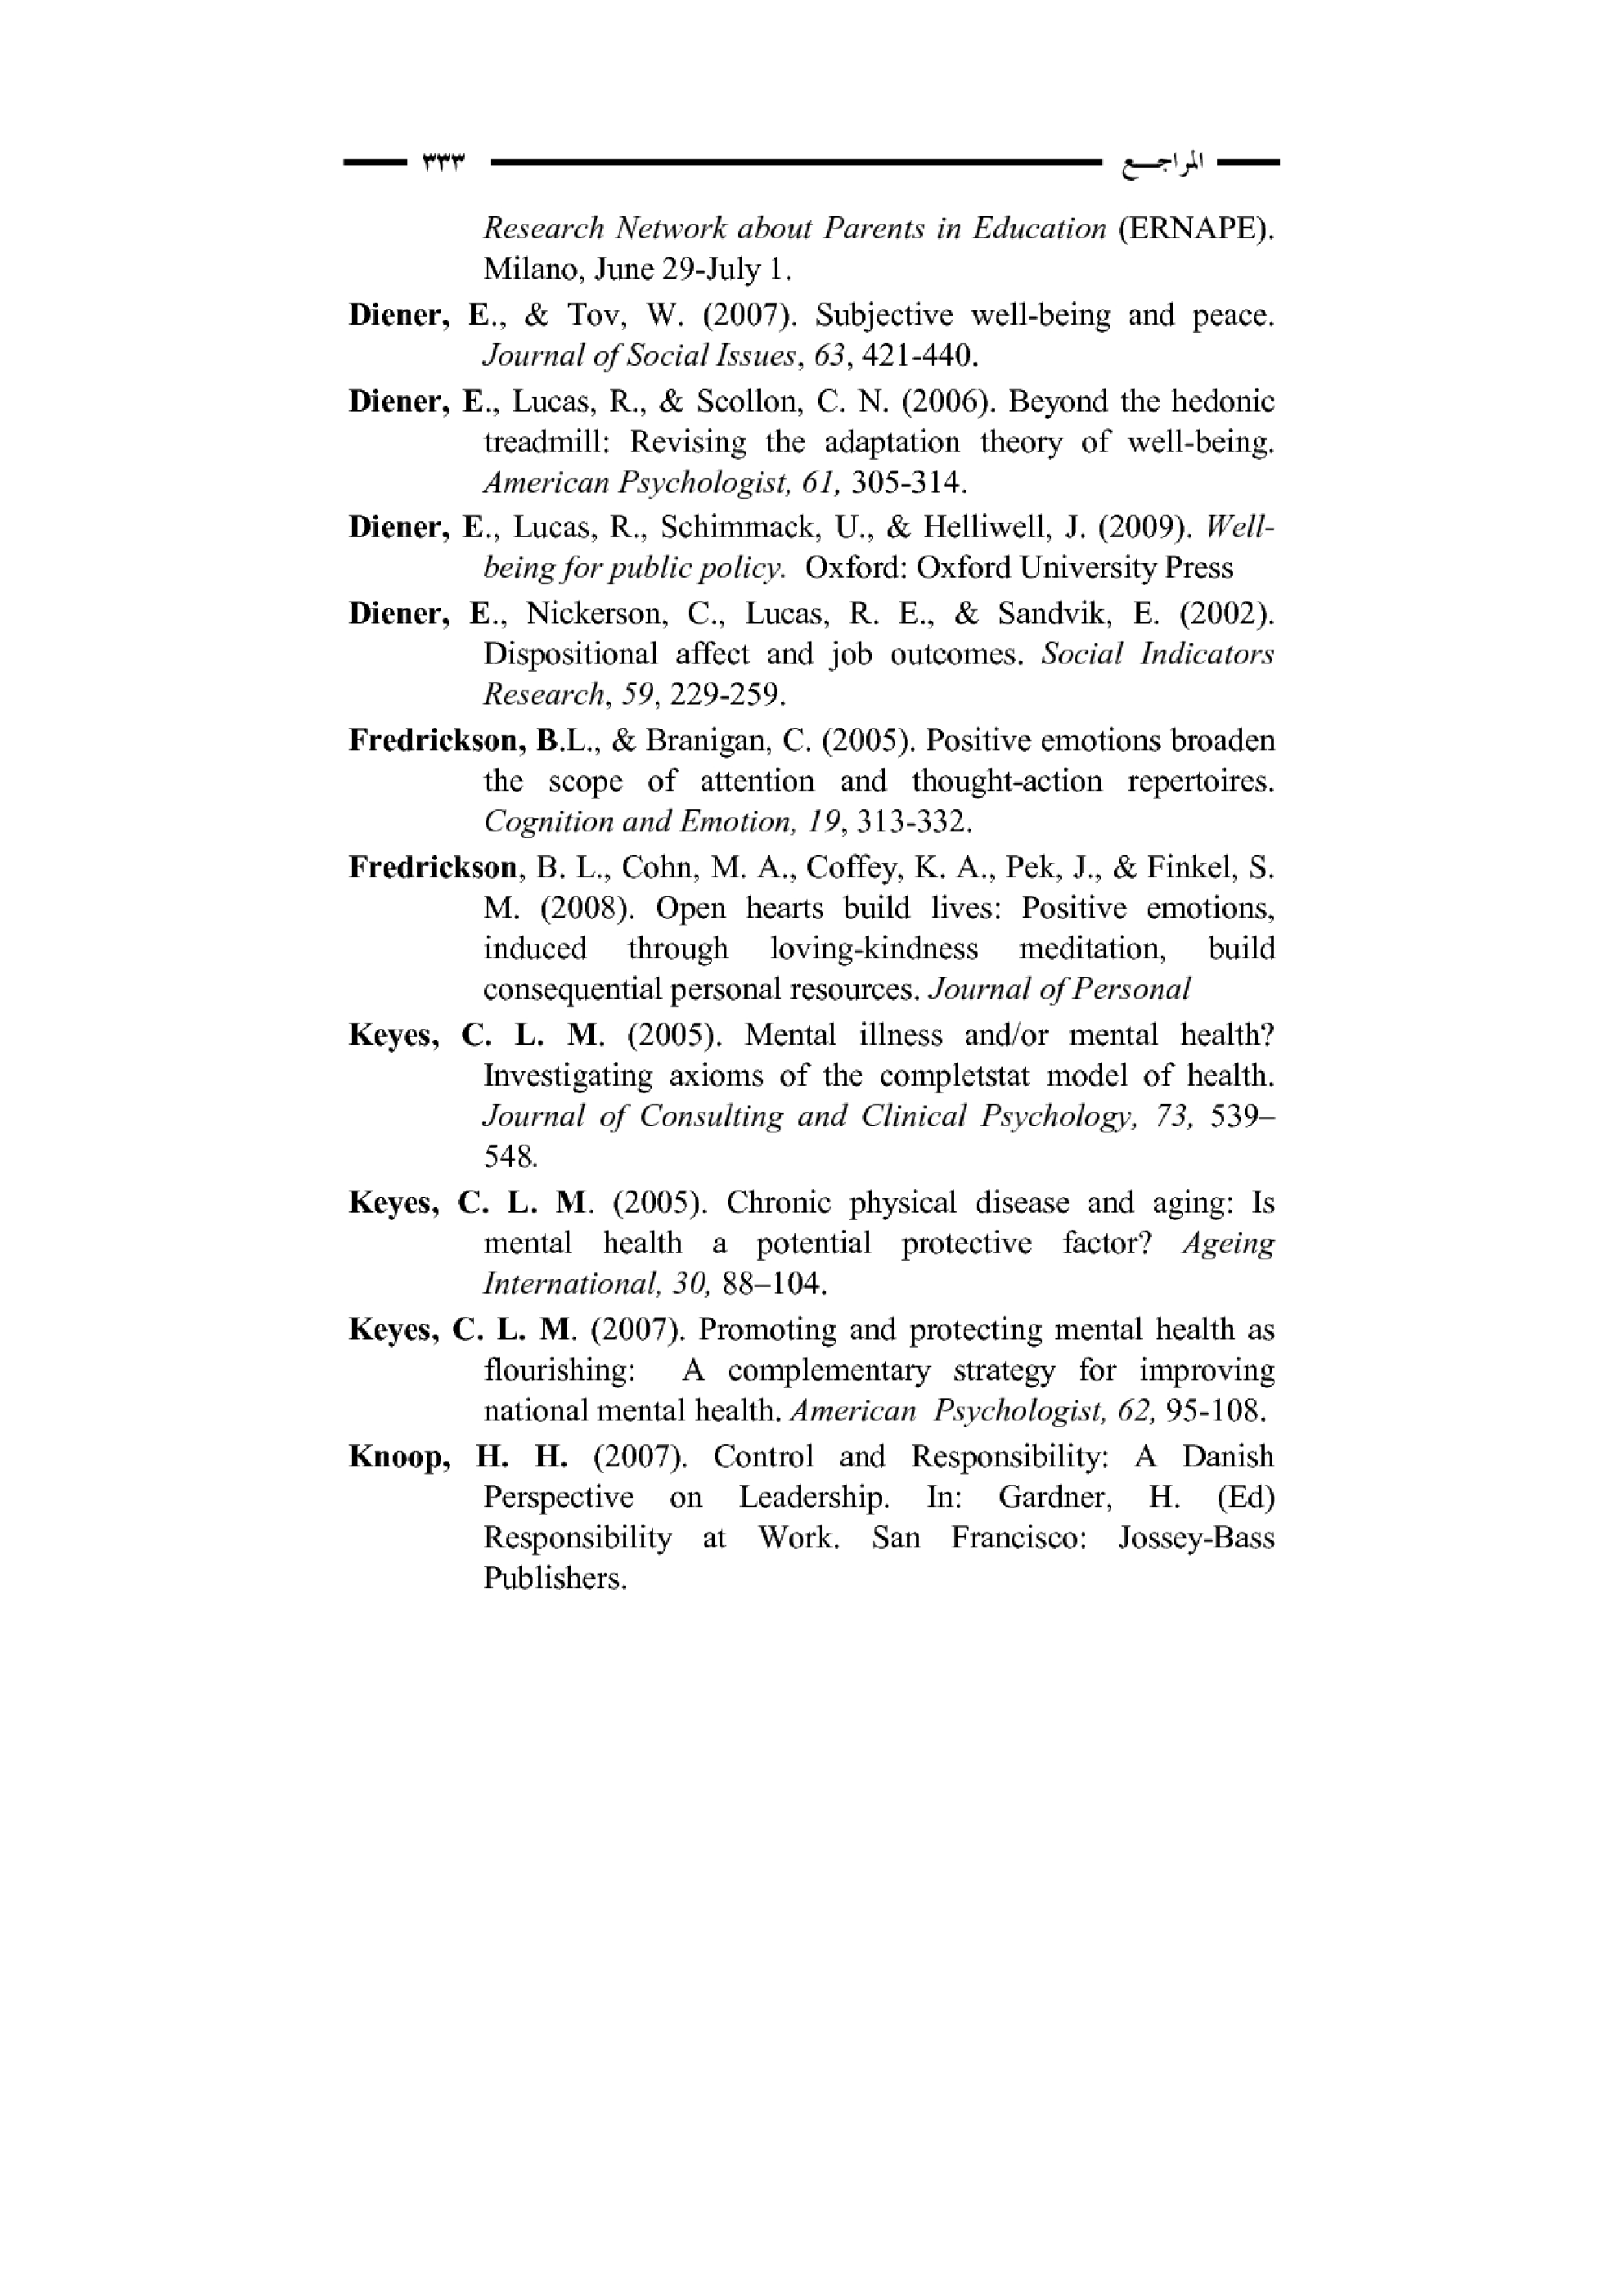 المراجـــع ٣٣٣
Research Network about Parents in Education (ERNAPE).
Milano, June 29-July 1.
Diener, E., & Tov, W. (2007). Subjective well-being and peace.
Journal of Social Issues, 63, 421-440.
Diener, E., Lucas, R., & Scollon, C. N. (2006). Beyond the hedonic
treadmill: Revising the adaptation theory of well-being.
American Psychologist, 61, 305-314.
Diener, E., Lucas, R., Schimmack, U., & Helliwell, J. (2009). Well-
being for public policy. Oxford: Oxford University Press
Diener, E., Nickerson, C., Lucas, R. E., & Sandvik, E. (2002).
Dispositional affect and job outcomes. Social Indicators
Research, 59, 229-259.
Fredrickson, B.L., & Branigan, C. (2005). Positive emotions broaden
the scope of attention and thought-action repertoires.
Cognition and Emotion, 19, 313-332.
Fredrickson, B. L., Cohn, M. A., Coffey, K. A., Pek, J., & Finkel, S.
M. (2008). Open hearts build lives: Positive emotions,
induced through loving-kindness meditation, build
consequential personal resources. Journal of Personal
Keyes, C. L. M. (2005). Mental illness and/or mental health?
Investigating axioms of the completstat model of health.
Journal of Consulting and Clinical Psychology, 73, 539–
548.
Keyes, C. L. M. (2005). Chronic physical disease and aging: Is
mental health a potential protective factor? Ageing
International, 30, 88–104.
Keyes, C. L. M. (2007). Promoting and protecting mental health as
flourishing: A complementary strategy for improving
national mental health. American Psychologist, 62, 95-108.
Knoop, H. H. (2007). Control and Responsibility: A Danish
Perspective on Leadership. In: Gardner, H. (Ed)
Responsibility at Work. San Francisco: Jossey-Bass
Publishers.